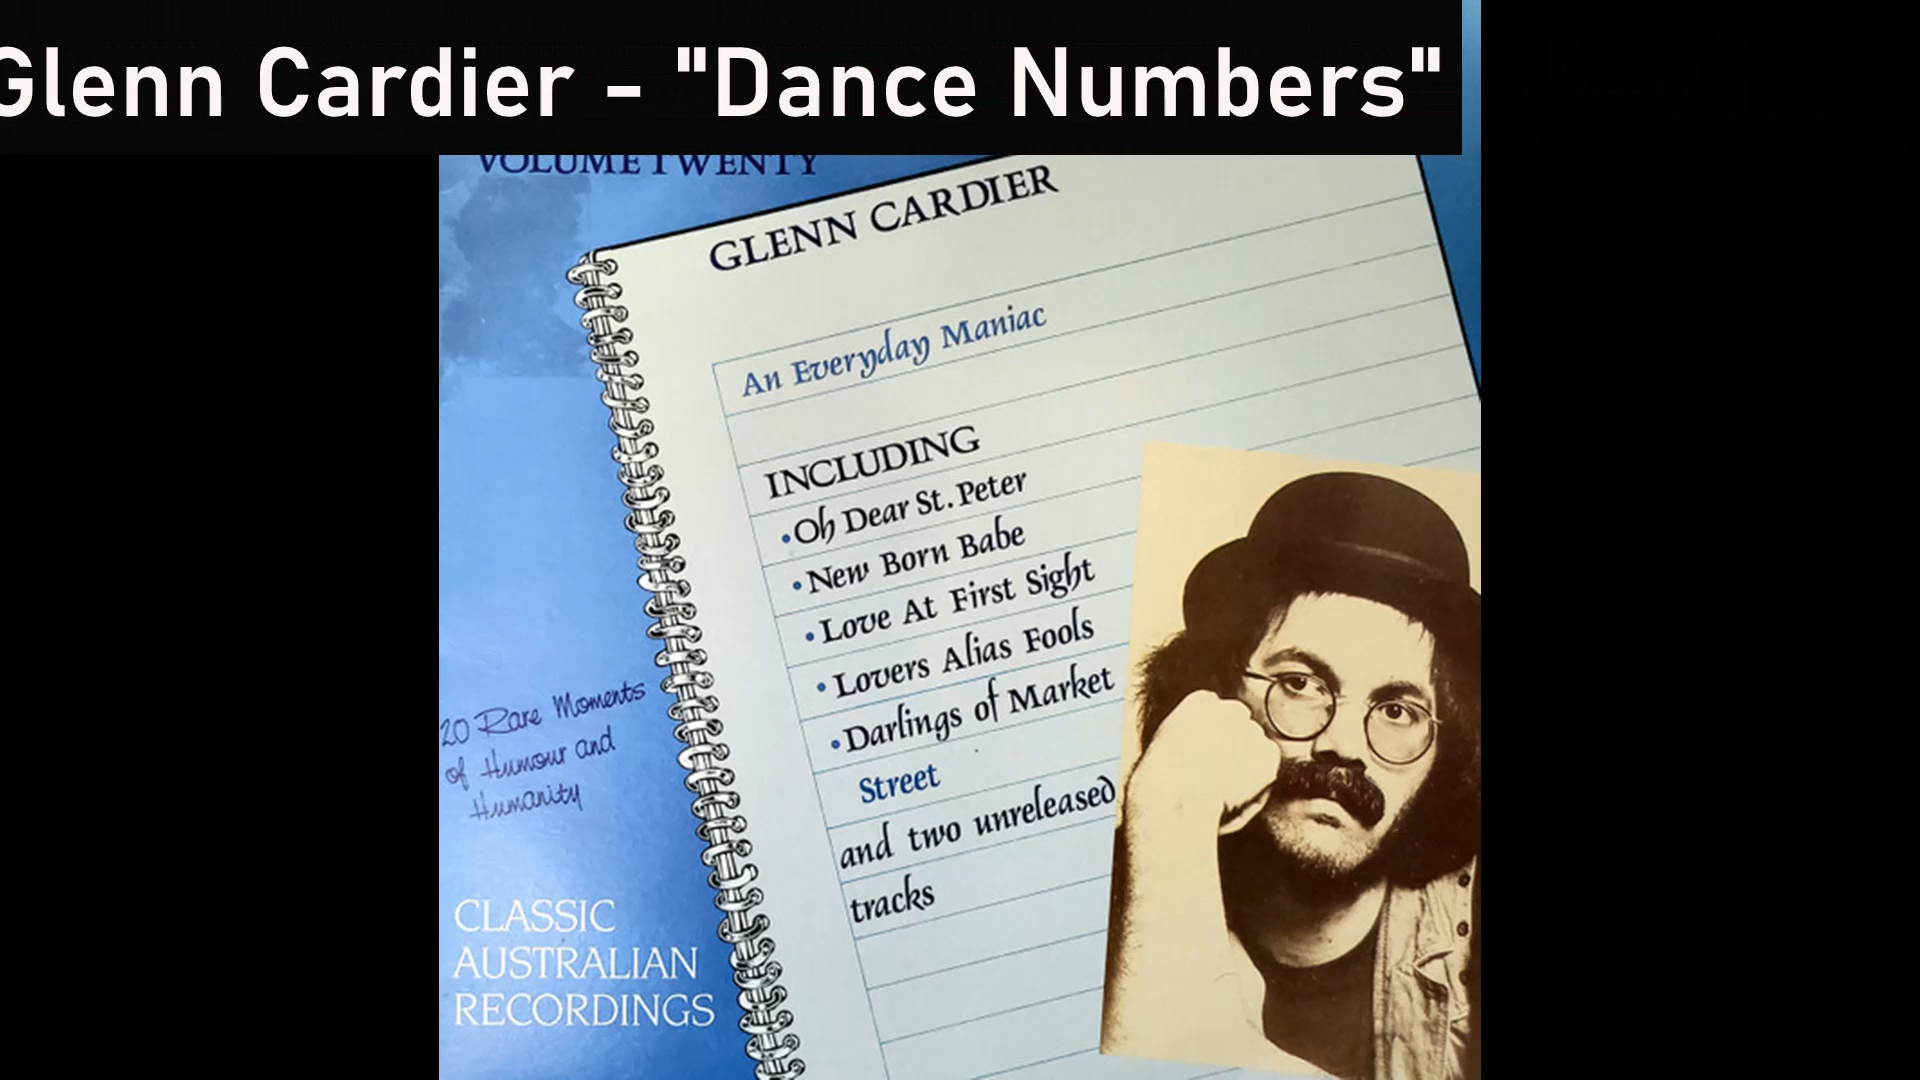 Glenn Cardier - "Dance Numbers"
VOLUME TWENTY
GLENN CARDIER
An Everyday Maniac
INCLUDING
•Oh Dear St. Peter
•New Born Babe
•Love At First Sight
•Lovers Alias Fools
•Darlings of Market
Street
and two unreleased
tracks
20 Rare Moments
of Humour and
Humanity
CLASSIC
AUSTRALIAN
RECORDINGS